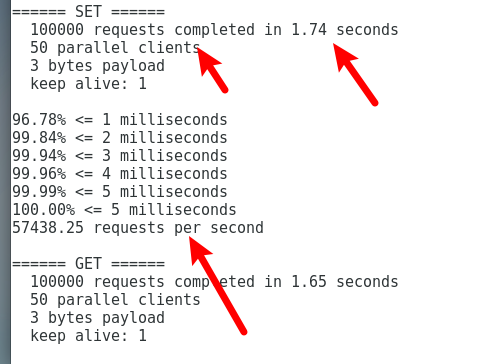 ====== SET ======
100000 requests completed in 1.74 seconds
50 parallel clients
3 bytes payload
keep alive: 1
96.78% <= 1 milliseconds
99.84% <= 2 milliseconds
99.94% <= 3 milliseconds
99.96% <= 4 milliseconds
99.99% <= 5 milliseconds
100.00% <= 5 milliseconds
57438.25 requests per second
====== GET ======
100000 requests completed in 1.65 seconds
50 parallel clients
3 bytes payload
keep alive: 1